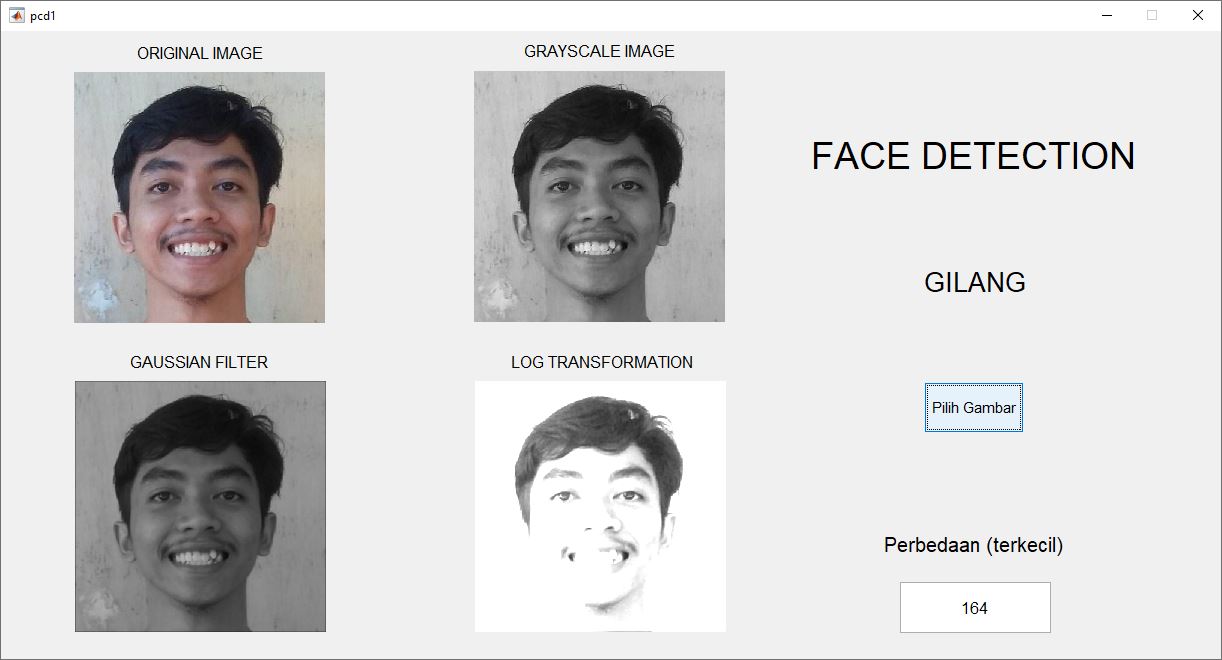 pcd1
ORIGINAL IMAGE
GRAYSCALE IMAGE
FACE DETECTION
GILANG
GAUSSIAN FILTER
LOG TRANSFORMATION
Pilih Gambar
Perbedaan (terkecil)
164